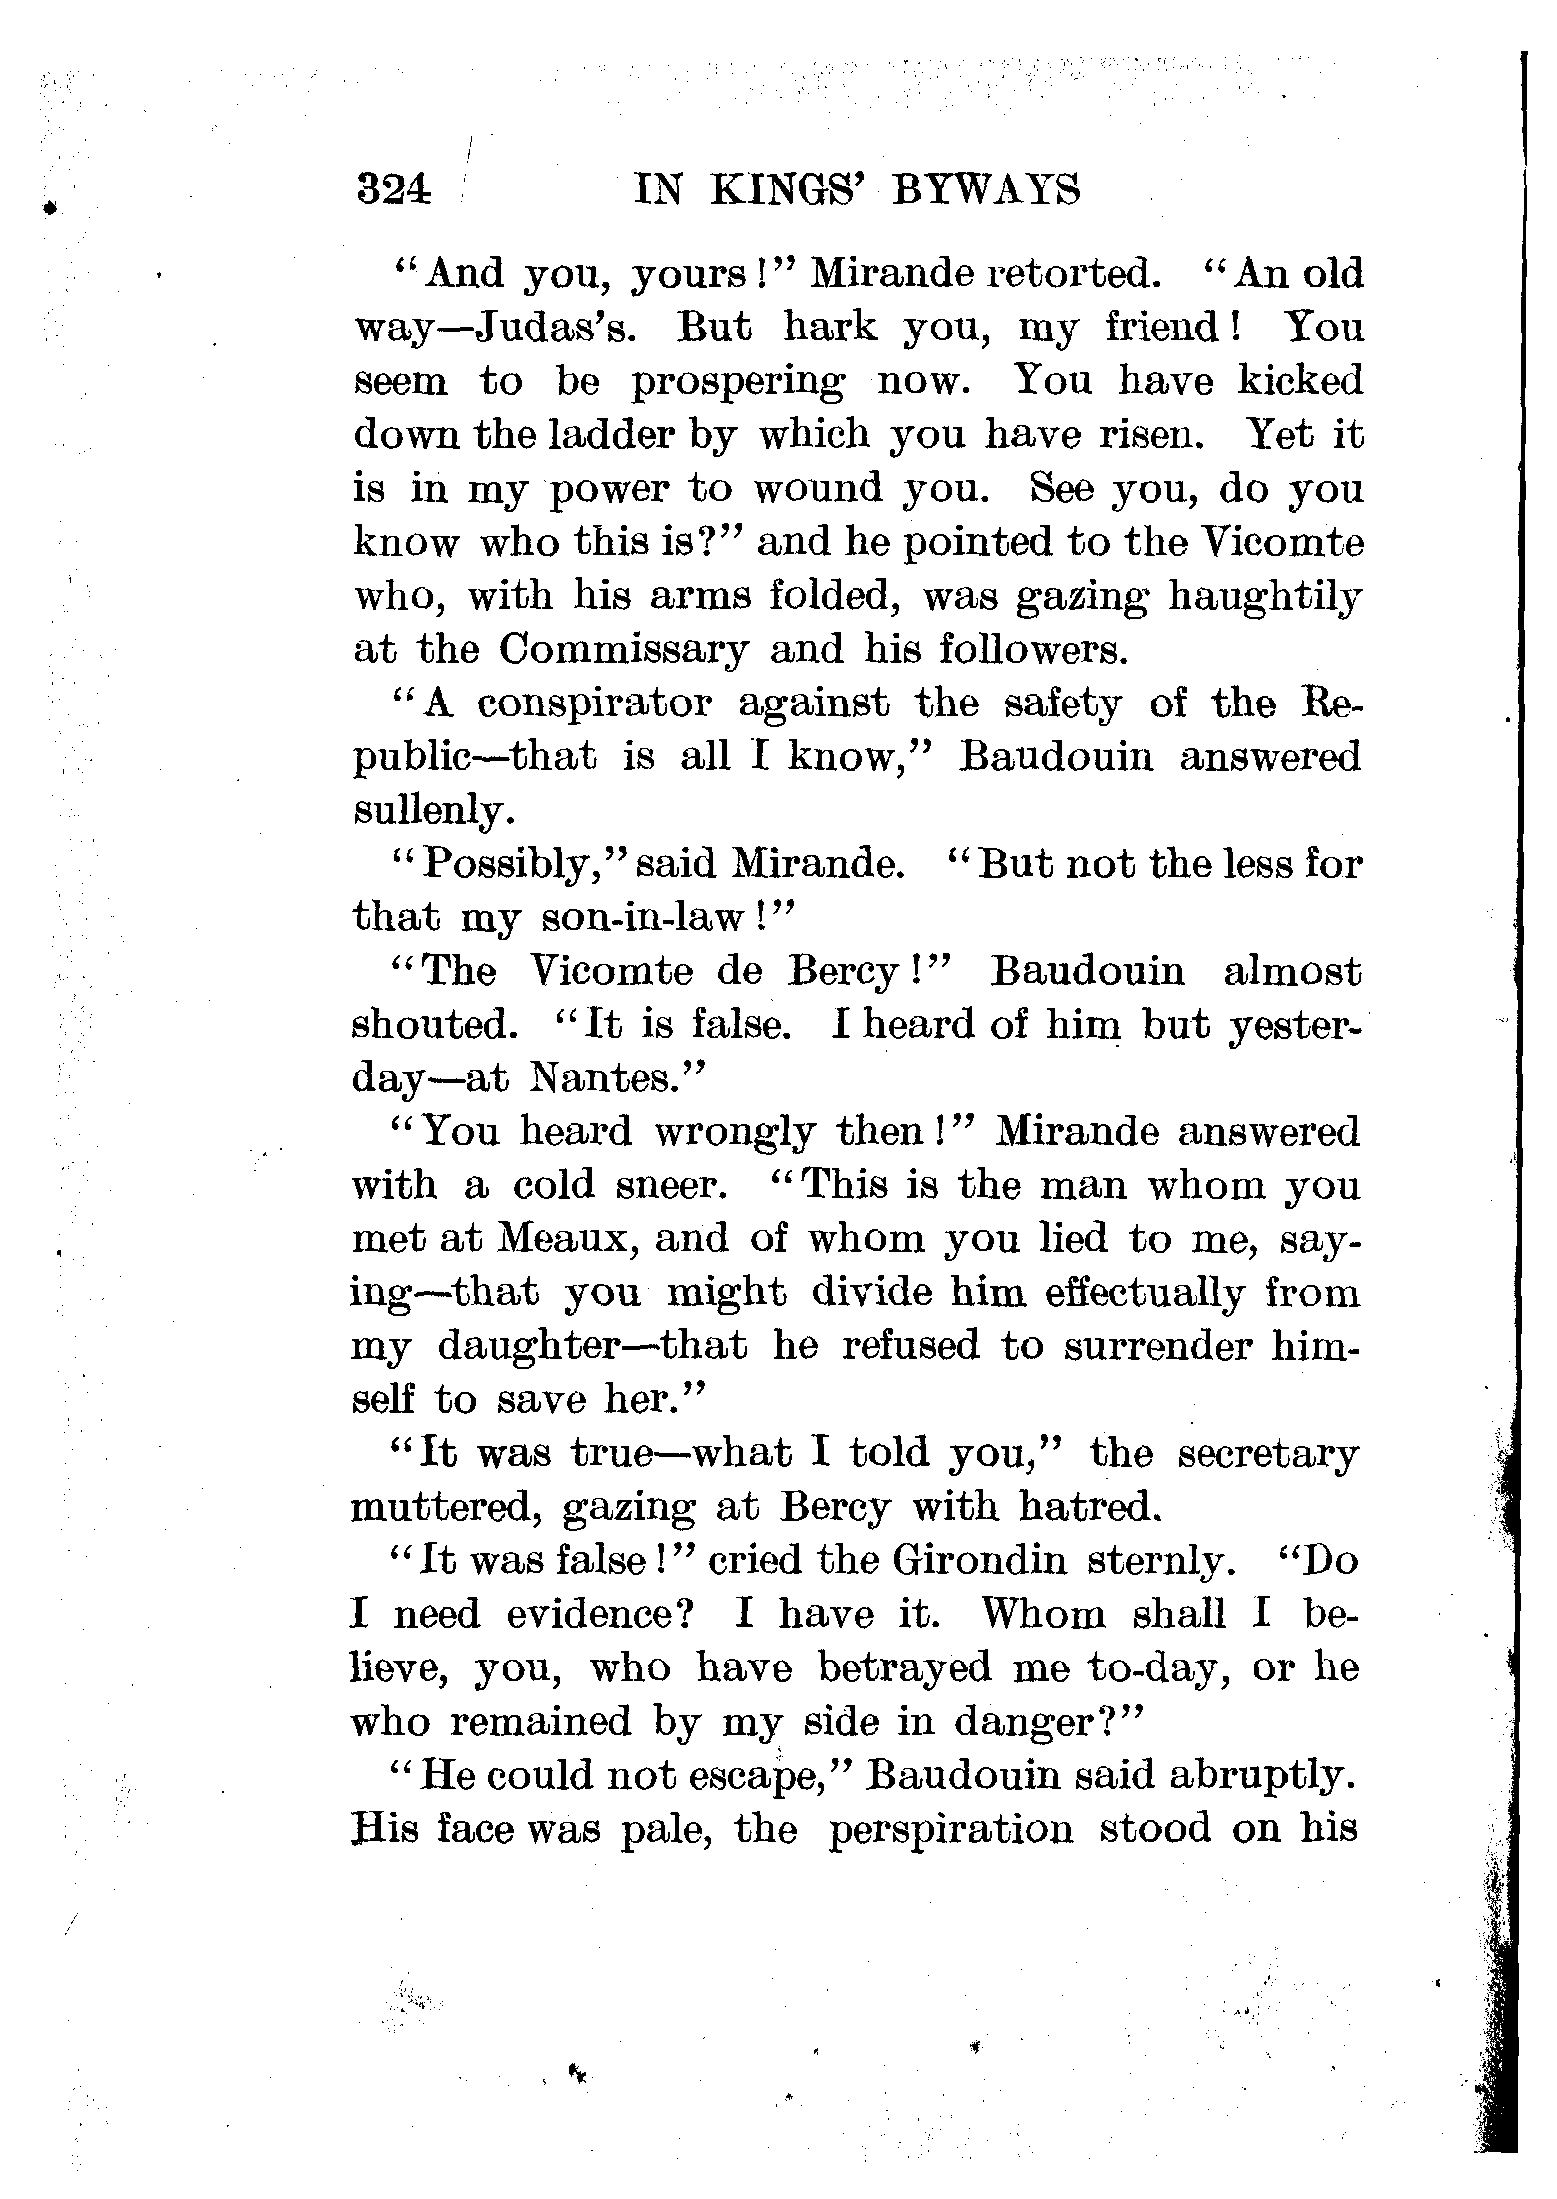 324 IN KINGS' BYWAYS
"And you, yours!" Mirande retorted. "An old
way—Judas's. But hark you, my friend! You
seem to be prospering now. You have kicked
down the ladder by which you have risen. Yet it
is in my power to wound you. See you, do you
know who this is?" and he pointed to the Vicomte
who, with his arms folded, was gazing haughtily
at the Commissary and his followers.
"A conspirator against the safety of the Re-
public—that is all I know," Baudouin answered
sullenly.
"Possibly," said Mirande. "But not the less for
that my son-in-law!"
"The Vicomte de Bercy!" Baudouin almost
shouted. "It is false. I heard of him but yester-
day—at Nantes."
"You heard wrongly then!" Mirande answered
with a cold sneer. "This is the man whom you
met at Meaux, and of whom you lied to me, say-
ing—that you might divide him effectually from
my daughter—that he refused to surrender him-
self to save her."
"It was true—what I told you," the secretary
muttered, gazing at Bercy with hatred.
"It was false!" cried the Girondin sternly. "Do
I need evidence? I have it. Whom shall I be-
lieve, you, who have betrayed me to-day, or he
who remained by my side in danger?"
"He could not escape," Baudouin said abruptly.
His face was pale, the perspiration stood on his